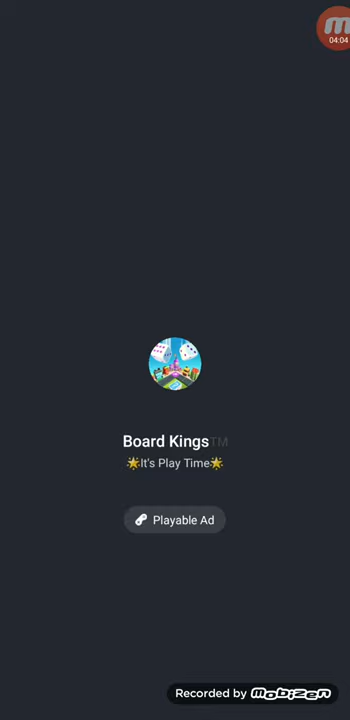 04:04
Board Kings™
🌟It's Play Time🌟
Playable Ad
Recorded by mobizen